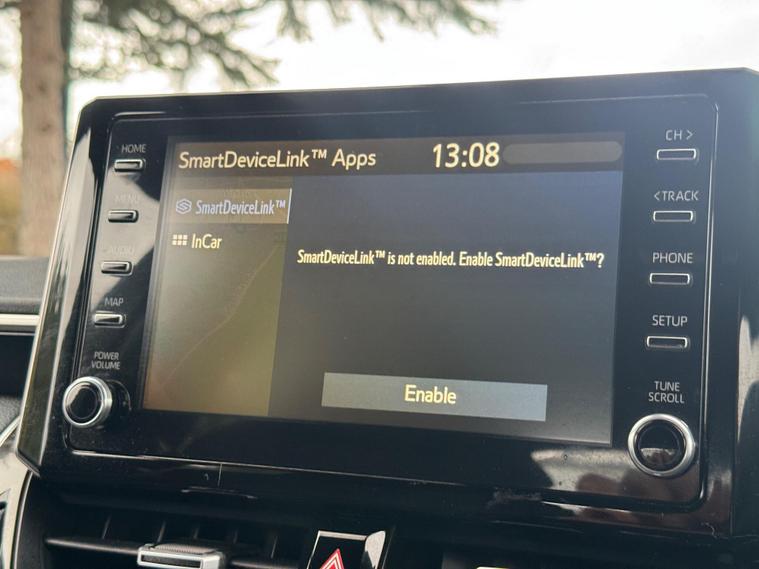 SmartDeviceLink™ Apps 13:08
SmartDeviceLink™
InCar
SmartDeviceLink™ is not enabled. Enable SmartDeviceLink™?
Enable
HOME
MENU
AUDIO
MAP
POWER
VOLUME
CH >
< TRACK
PHONE
SETUP
TUNE
SCROLL